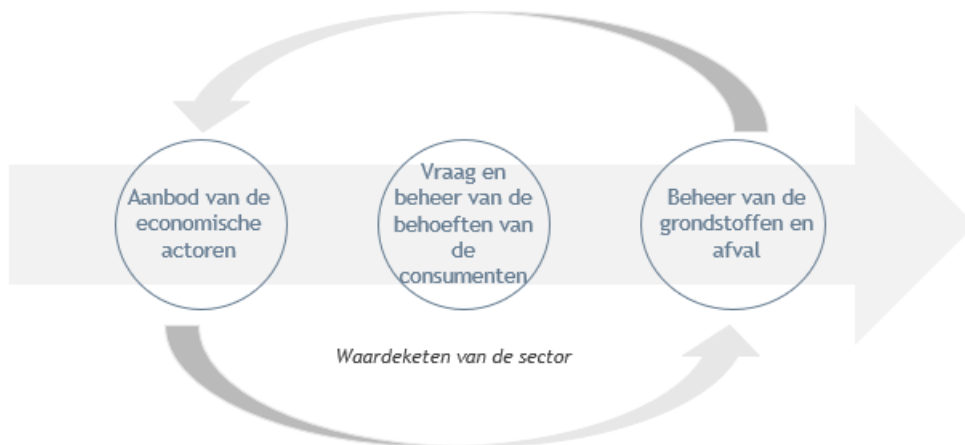 Aanbod van de
economische
actoren
Vraag en
beheer van de
behoeften van
de
consumenten
Beheer van de
grondstoffen en
afval
Waardeketen van de sector